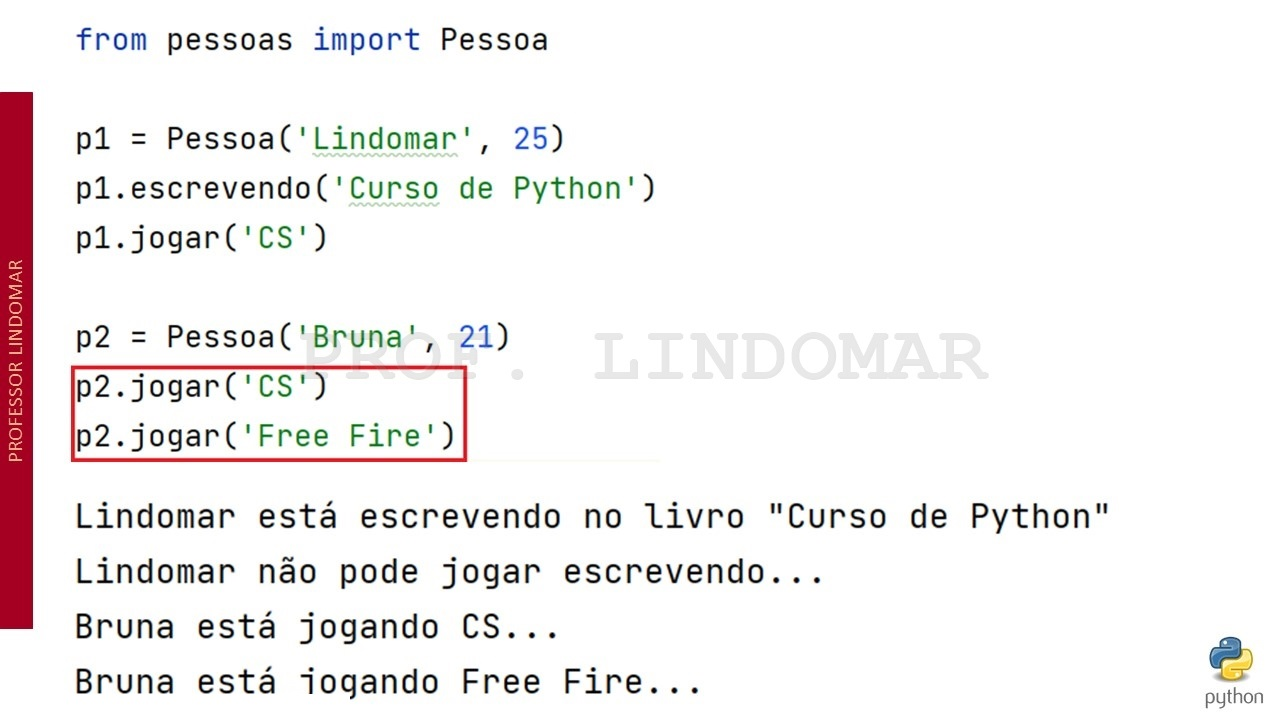 from pessoas import Pessoa
p1 = Pessoa('Lindomar', 25)
p1.escrevendo('Curso de Python')
p1.jogar('CS')
p2 = Pessoa('Bruna', 21)
p2.jogar('CS')
p2.jogar('Free Fire')
Lindomar está escrevendo no livro "Curso de Python"
Lindomar não pode jogar escrevendo...
Bruna está jogando CS...
Bruna está jogando Free Fire...
PROFESSOR LINDOMAR
PROF. LINDOMAR
python